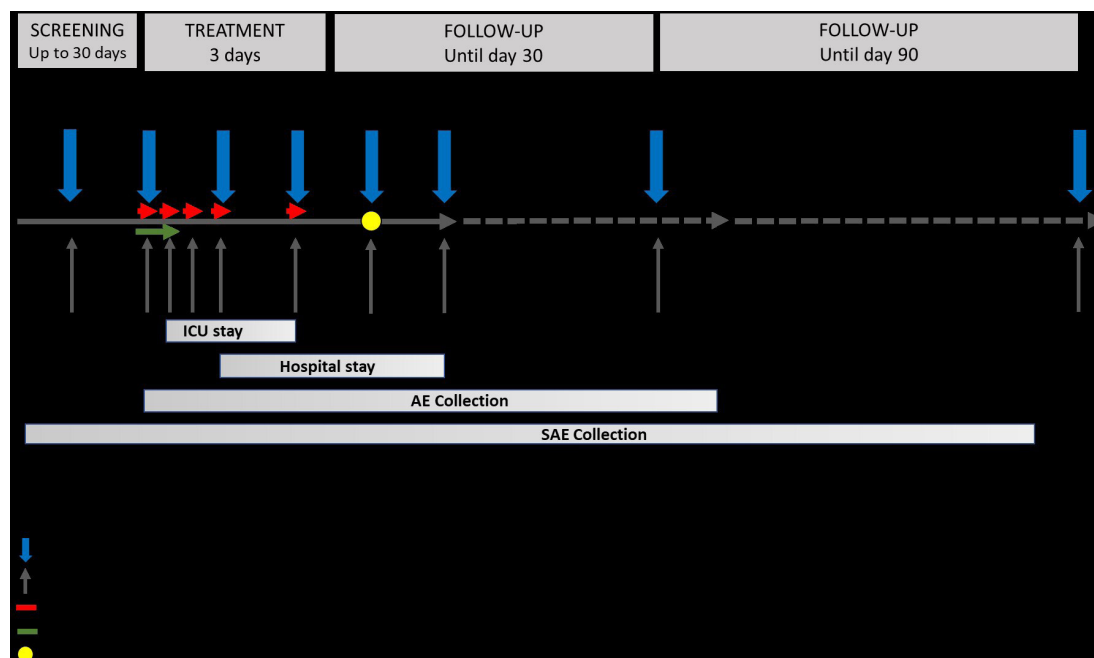 SCREENING
Up to 30 days
TREATMENT
3 days
FOLLOW-UP
Until day 30
FOLLOW-UP
Until day 90
ICU stay
Hospital stay
AE Collection
SAE Collection